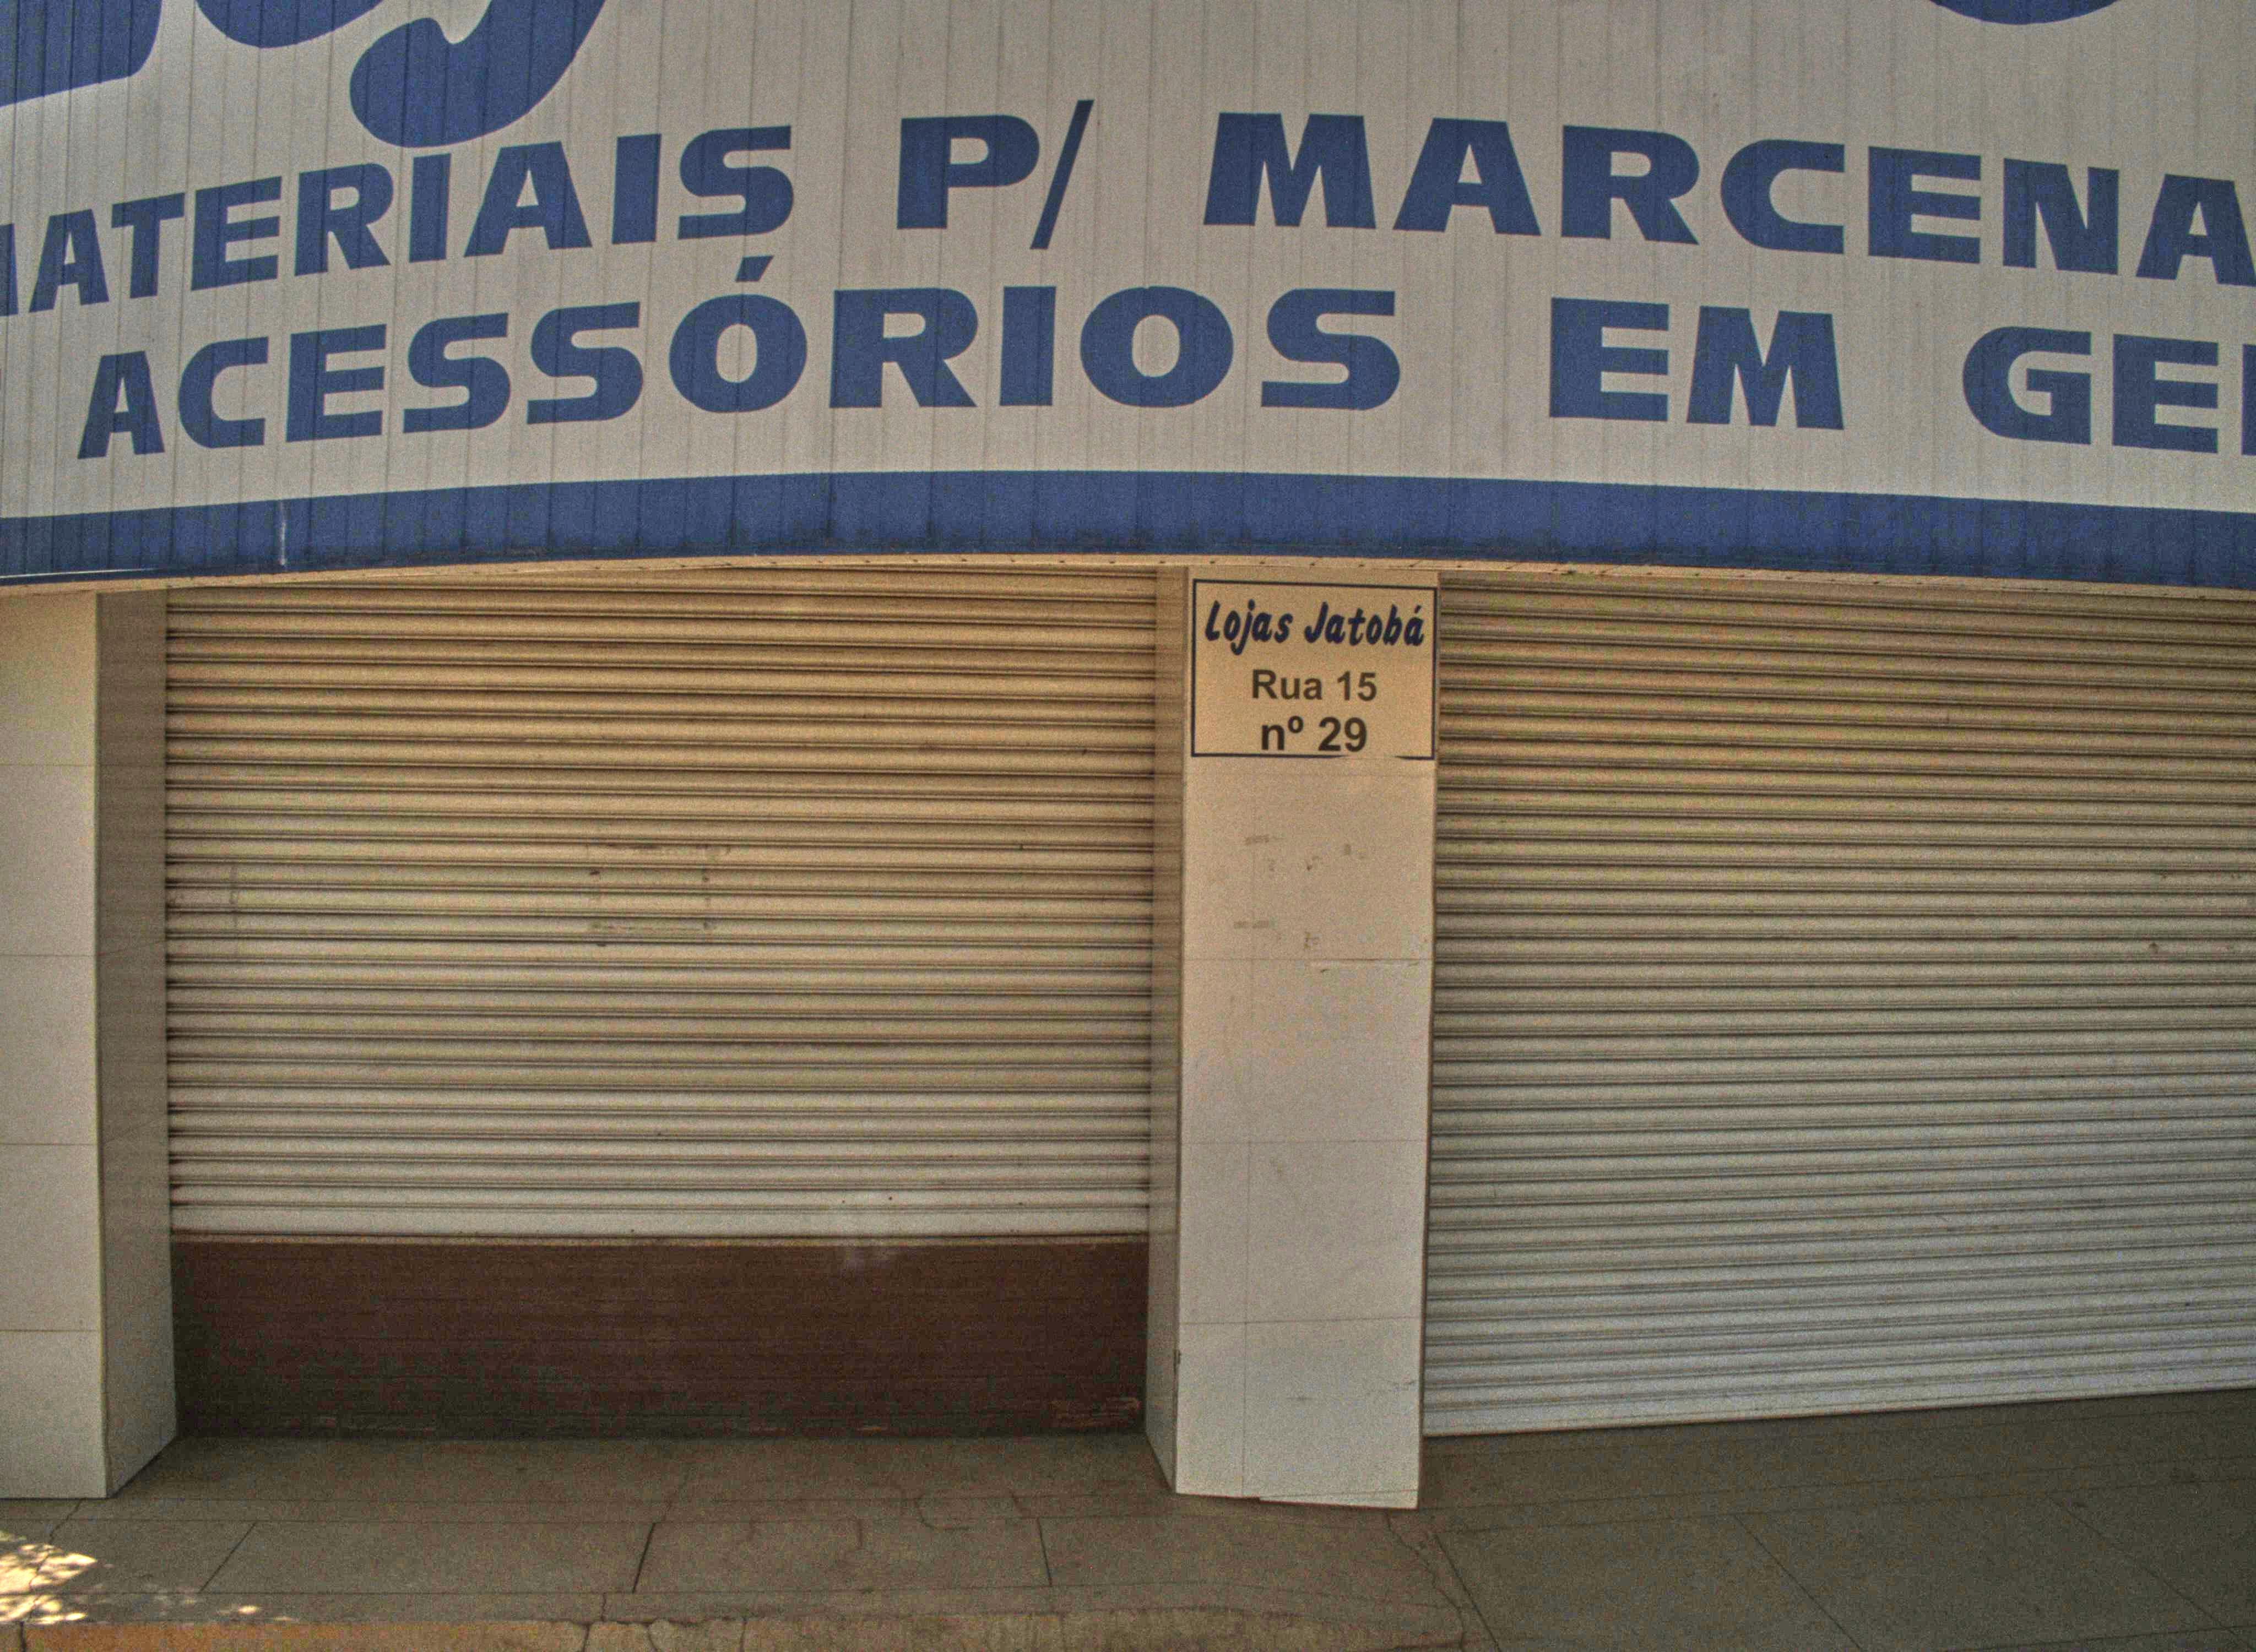 MATERIAIS P/ MARCENA
ACESSÓRIOS EM GE
Lojas Jatobá
Rua 15
nº 29